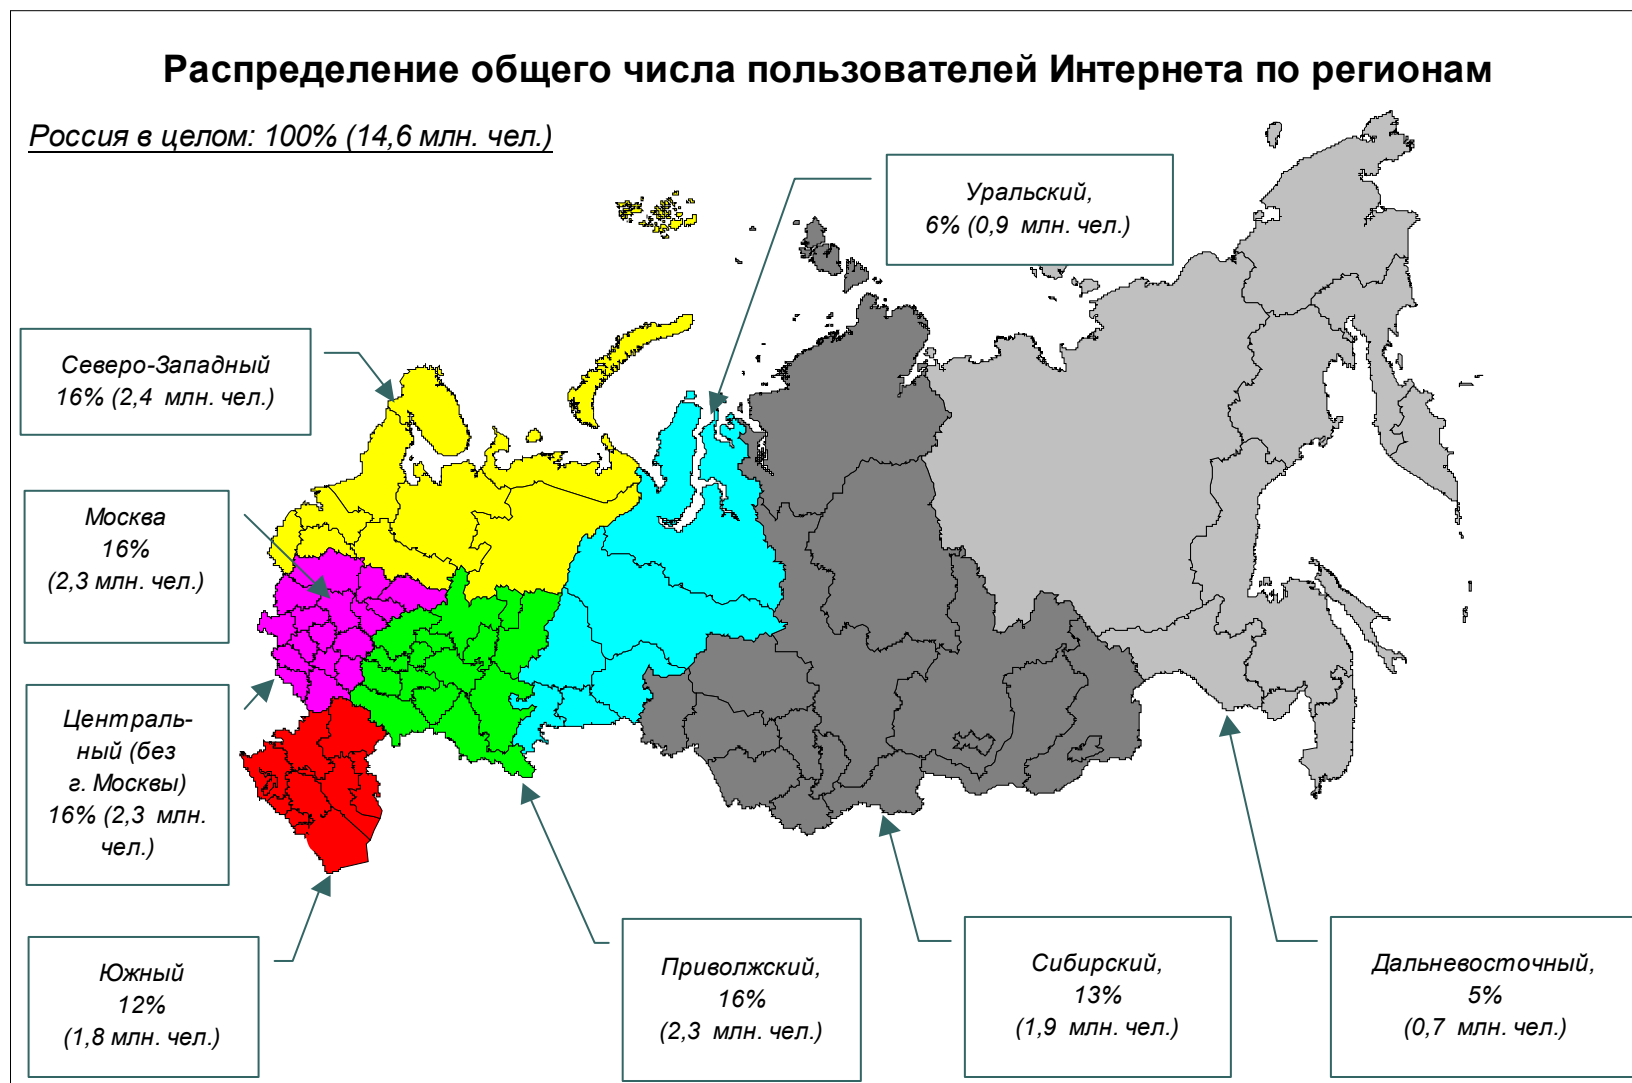 Распределение общего числа пользователей Интернета по регионам
Россия в целом: 100% (14,6 млн. чел.)
Уральский,
6% (0,9 млн. чел.)
Северо-Западный
16% (2,4 млн. чел.)
Москва
16%
(2,3 млн. чел.)
Централь-
ный (без
г. Москвы)
16% (2,3 млн.
чел.)
Южный
12%
(1,8 млн. чел.)
Приволжский,
16%
(2,3 млн. чел.)
Сибирский,
13%
(1,9 млн. чел.)
Дальневосточный,
5%
(0,7 млн. чел.)